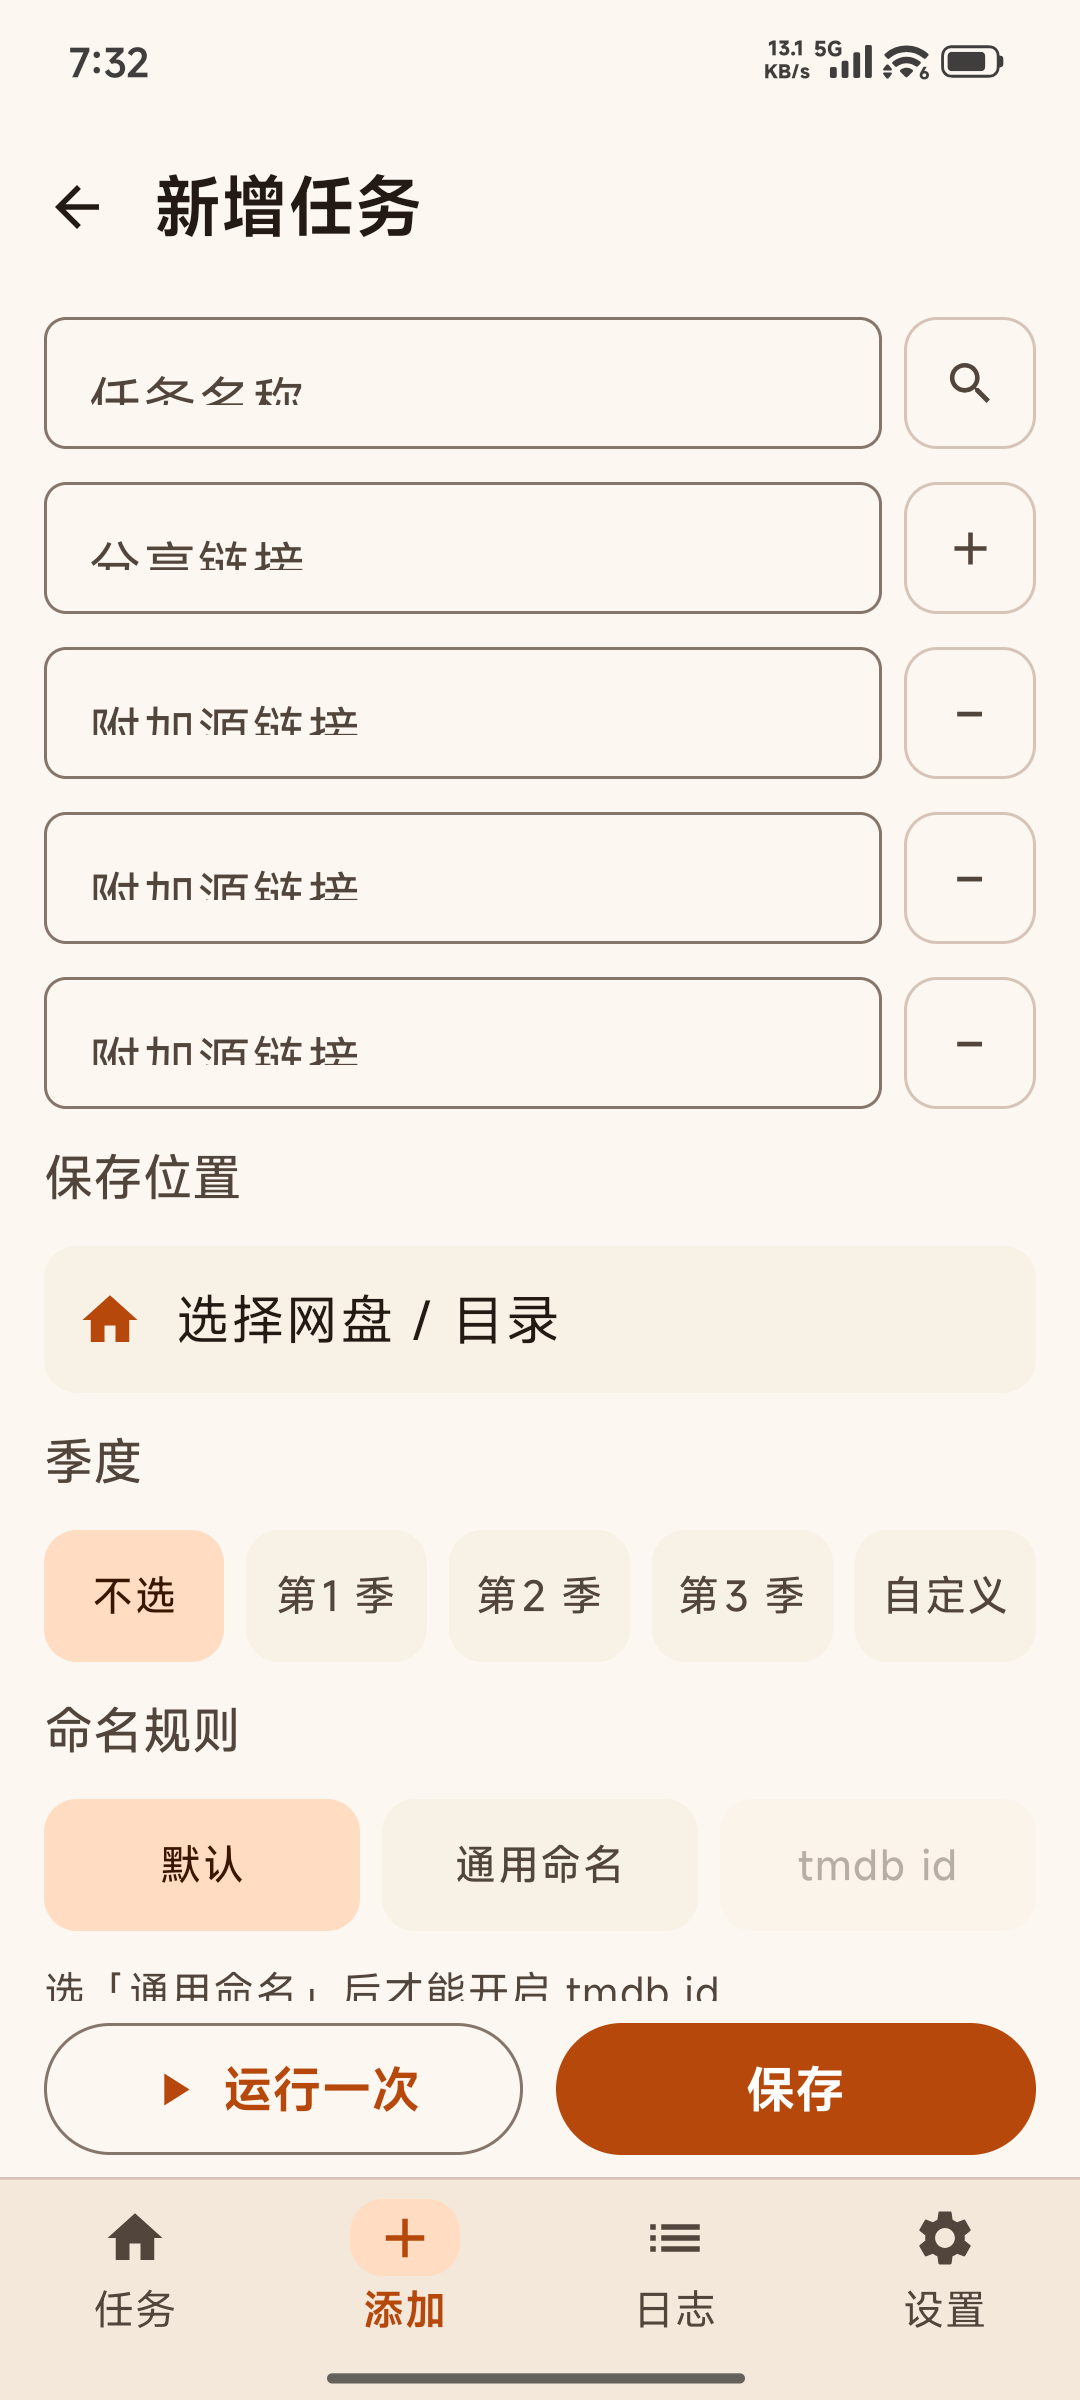 7:32
13.1 KB/s 5G 6
新增任务
任务名称
分享链接
附加源链接
附加源链接
附加源链接
保存位置
选择网盘 / 目录
季度
不选 第1 季 第2 季 第3 季 自定义
命名规则
默认 通用命名 tmdb id
选「通用命名」后才能开启 tmdb id
运行一次 保存
任务 添加 日志 设置